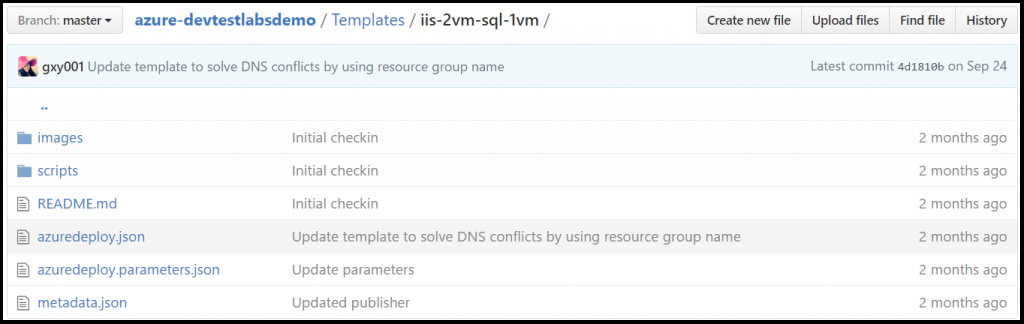 Branch: master azure-devtestlabsdemo / Templates / iis-2vm-sql-1vm / Create new file Upload files Find file History
gxy001 Update template to solve DNS conflicts by using resource group name Latest commit 4d1810b on Sep 24
..
images Initial checkin 2 months ago
scripts Initial checkin 2 months ago
README.md Initial checkin 2 months ago
azuredeploy.json Update template to solve DNS conflicts by using resource group name 2 months ago
azuredeploy.parameters.json Update parameters 2 months ago
metadata.json Updated publisher 2 months ago